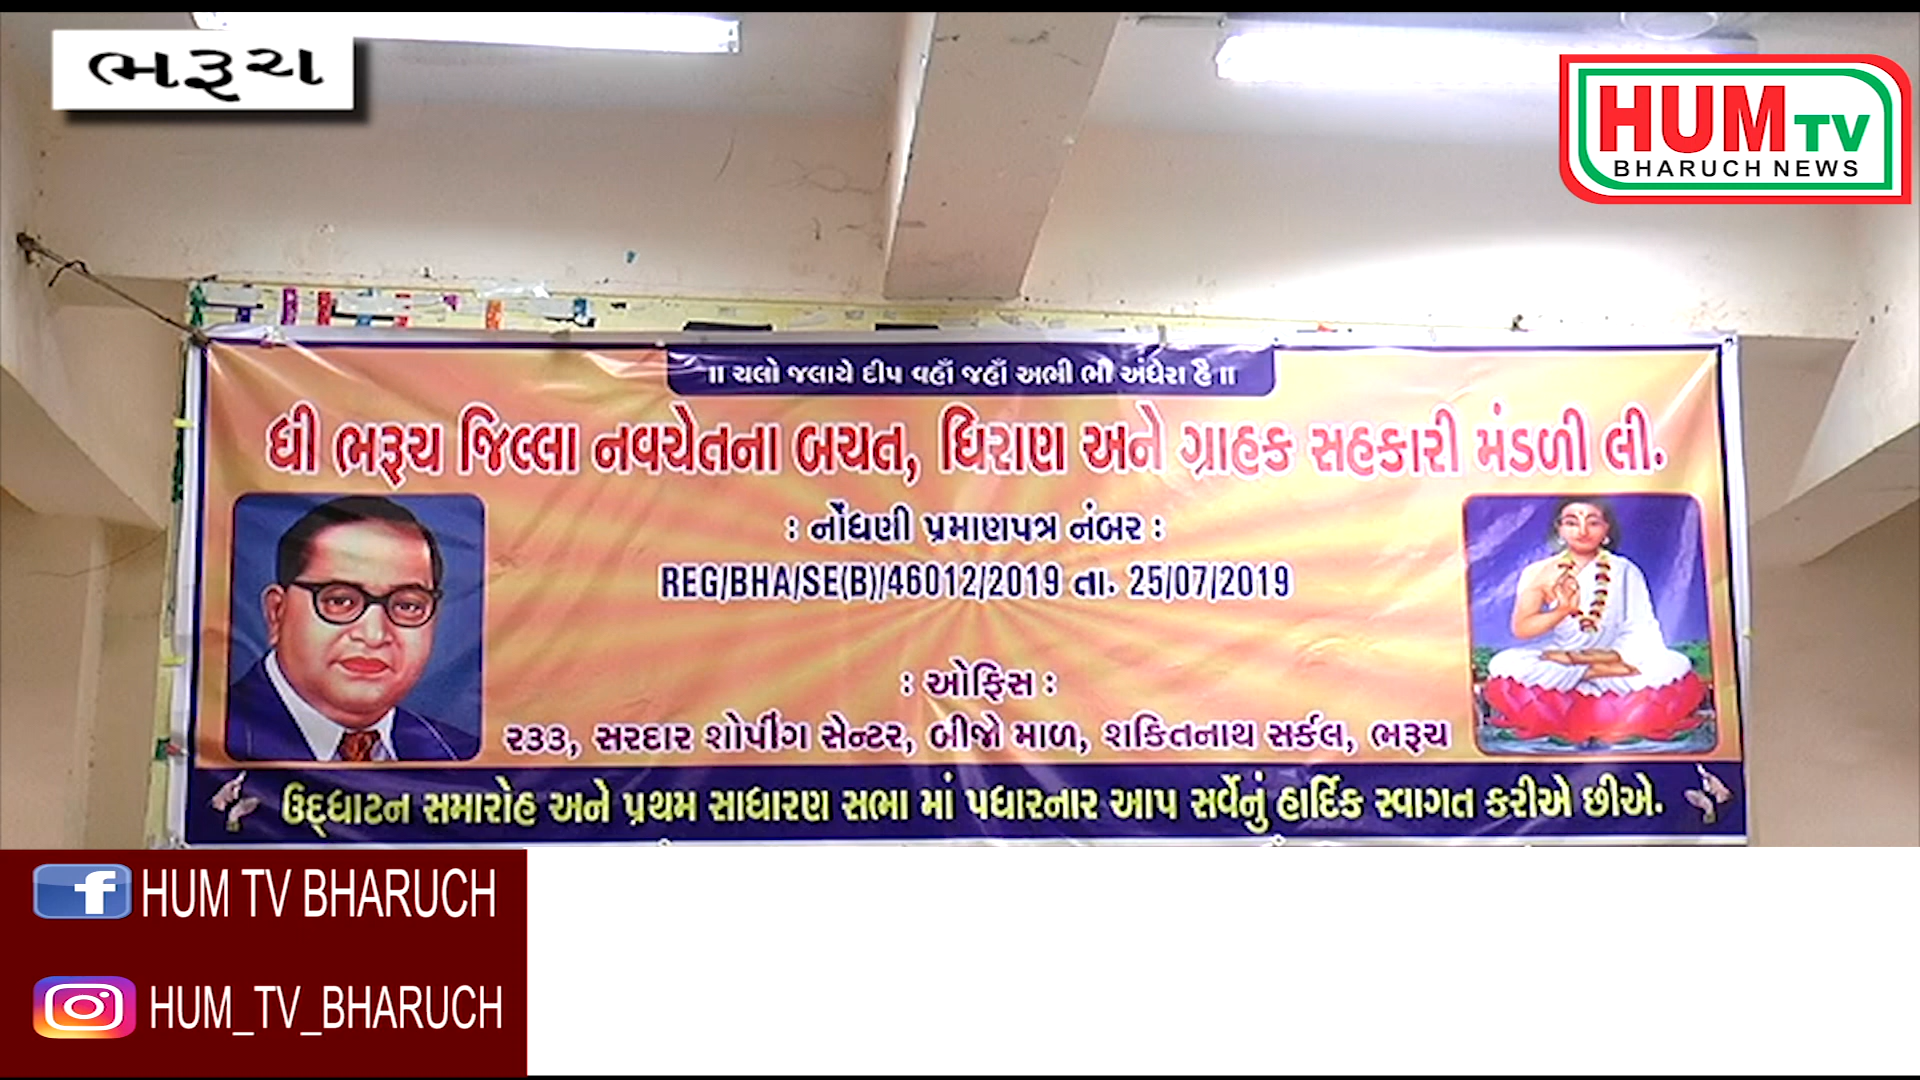 ભરૂચ
HUM TV
BHARUCH NEWS
॥ ચલો જલાયે દીપ વહાઁ જહાઁ અભી ભી અંધેરા હૈ ॥
ધી ભરૂચ જિલ્લા નવચેતના બચત, ધિરાણ અને ગ્રાહક સહકારી મંડળી લી.
: નોંધણી પ્રમાણપત્ર નંબર :
REG/BHA/SE(B)/46012/2019 તા. 25/07/2019
: ઓફિસ :
૨૩૩, સરદાર શોપીંગ સેન્ટર, બીજો માળ, શકિતનાથ સર્કલ, ભરૂચ
ઉદ્ઘાટન સમારોહ અને પ્રથમ સાધારણ સભા માં પધારનાર આપ સર્વેનું હાર્દિક સ્વાગત કરીએ છીએ.
HUM TV BHARUCH
HUM_TV_BHARUCH